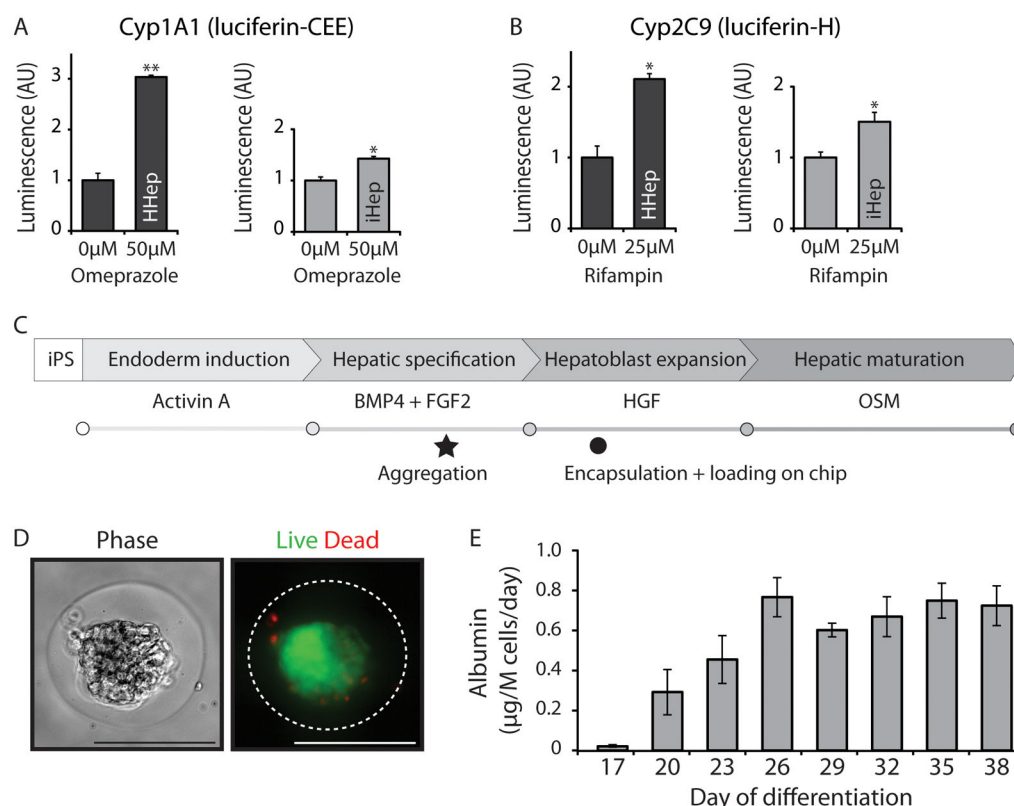 A
Cyp1A1 (luciferin-CEE)
Luminescence (AU)
3
2
1
0
**
HHep
0µM 50µM
Omeprazole
Luminescence (AU)
2
1
0
*
iHep
0µM 50µM
Omeprazole
B
Cyp2C9 (luciferin-H)
Luminescence (AU)
2
1
0
*
HHep
0µM 25µM
Rifampin
Luminescence (AU)
2
1
0
*
iHep
0µM 25µM
Rifampin
C
iPS Endoderm induction Hepatic specification Hepatoblast expansion Hepatic maturation
Activin A BMP4 + FGF2 HGF OSM
Aggregation Encapsulation + loading on chip
D
Phase Live Dead
E
Albumin
(µg/M cells/day)
1.0
0.8
0.6
0.4
0.2
0
17 20 23 26 29 32 35 38
Day of differentiation